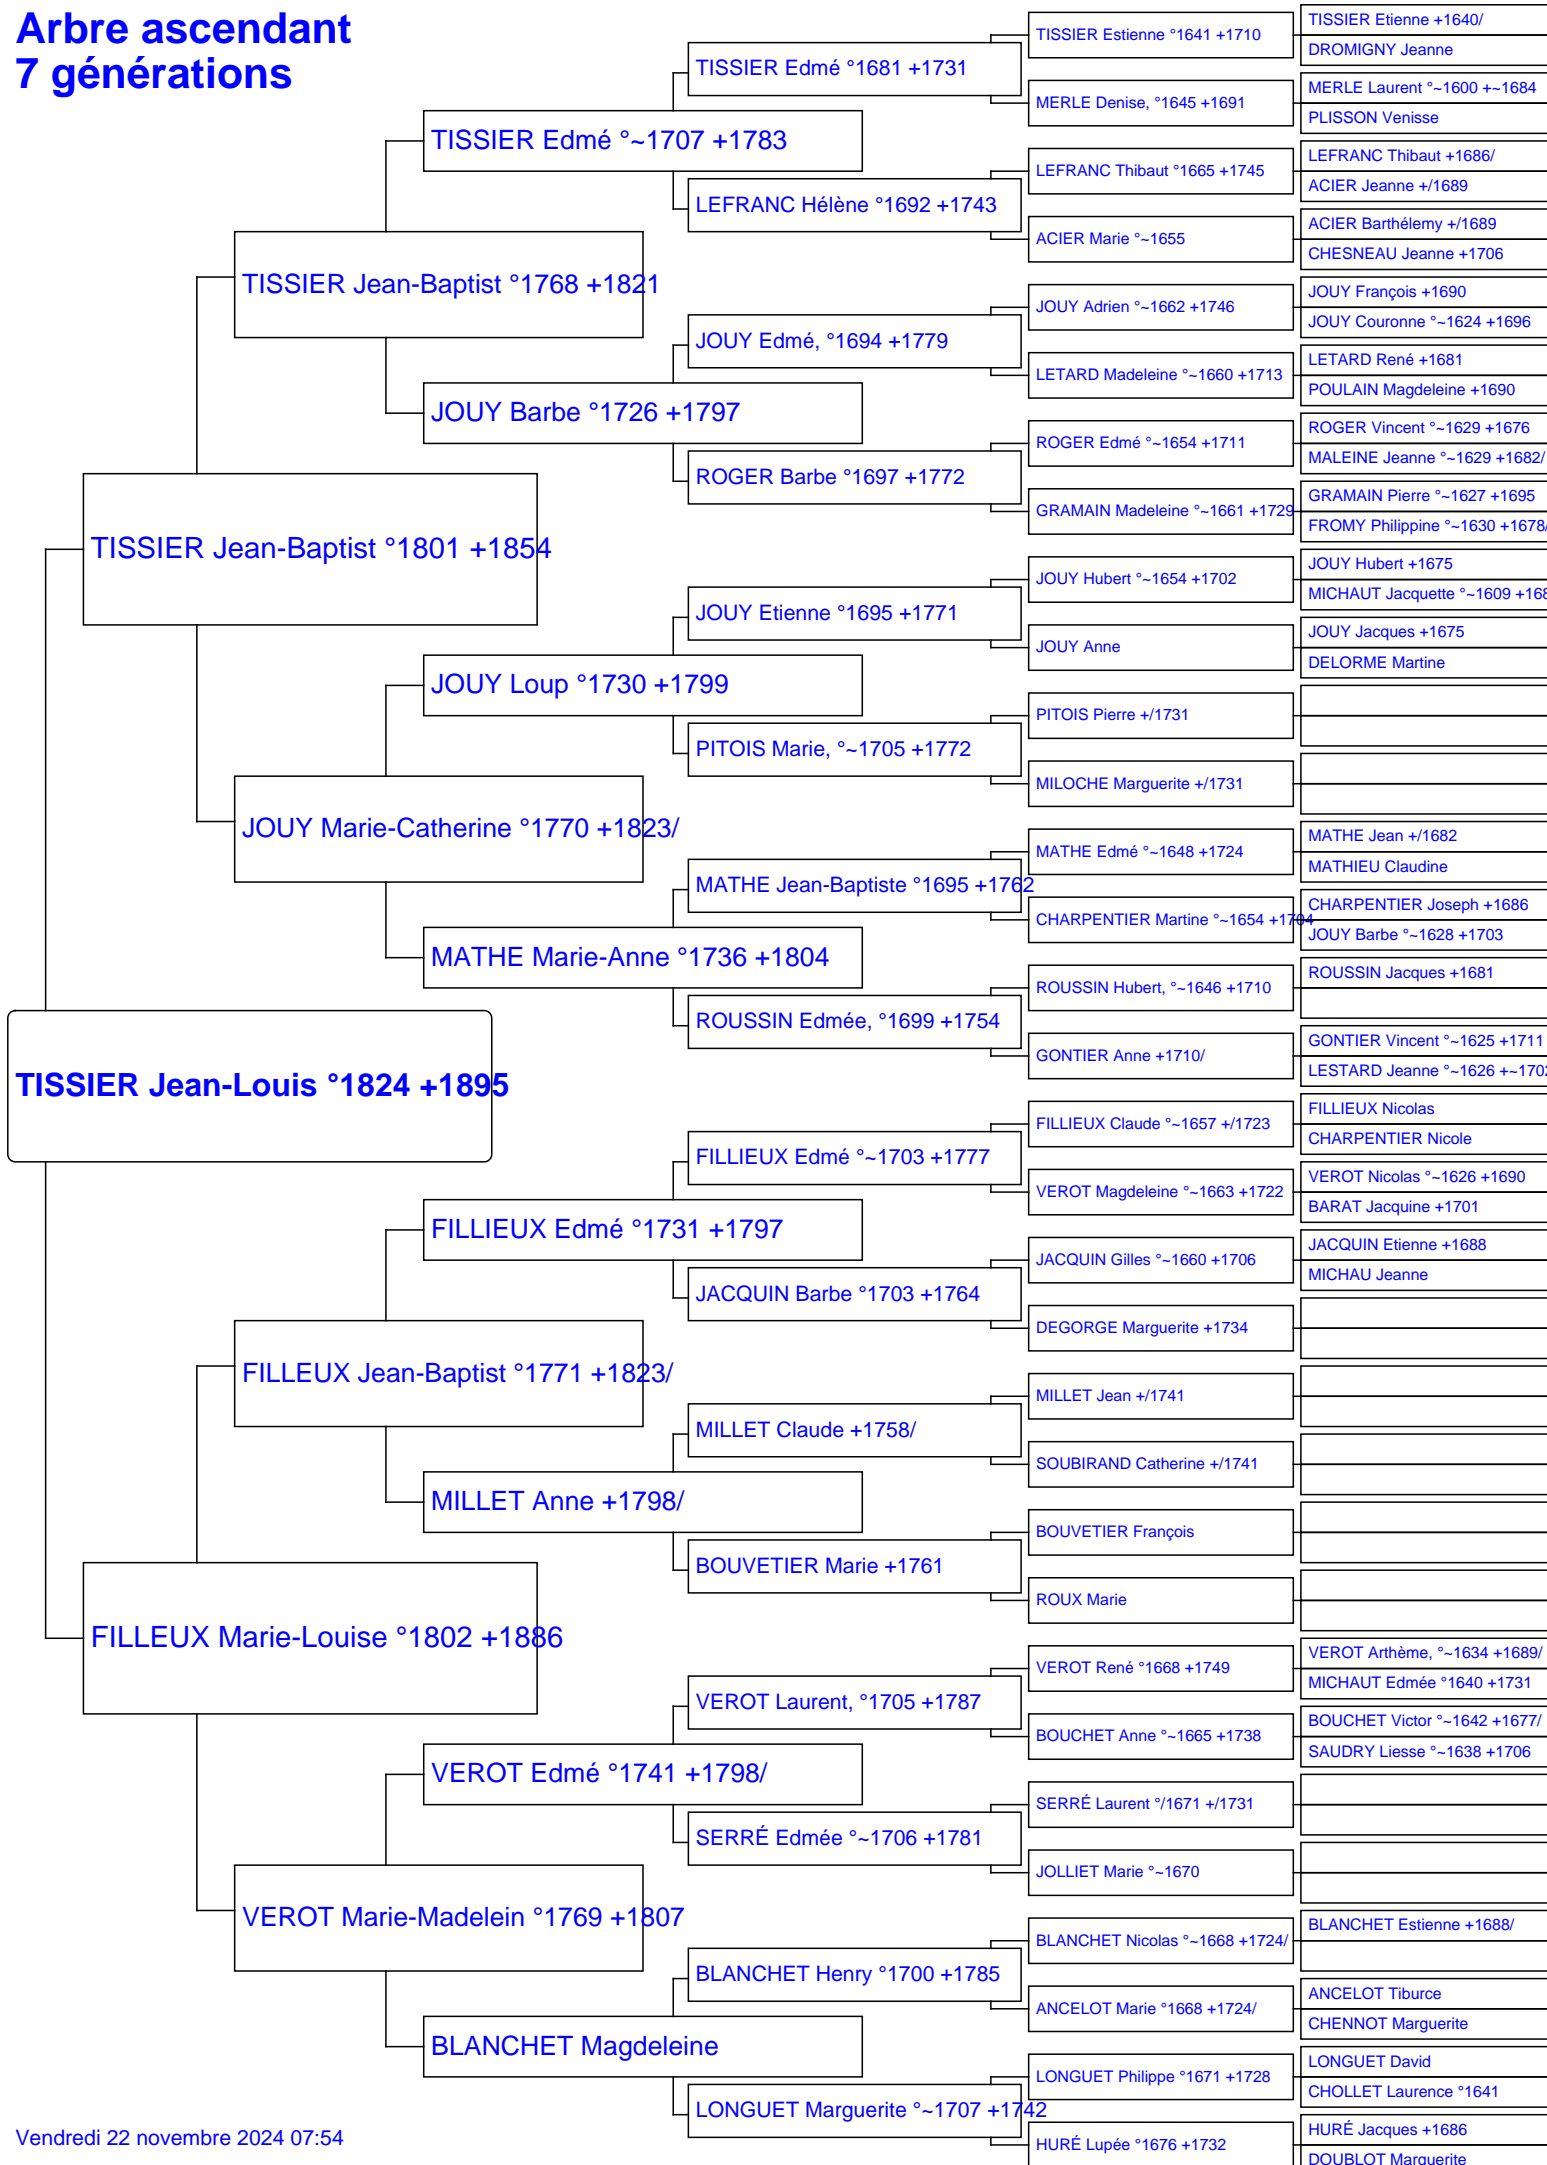 Arbre ascendant
7 générations
TISSIER Jean-Louis °1824 +1895
TISSIER Jean-Baptist °1801 +1854
FILLEUX Marie-Louise °1802 +1886
TISSIER Jean-Baptist °1768 +1821
JOUY Marie-Catherine °1770 +1823/
FILLEUX Jean-Baptist °1771 +1823/
VEROT Marie-Madelein °1769 +1807
TISSIER Edmé °~1707 +1783
JOUY Barbe °1726 +1797
JOUY Loup °1730 +1799
MATHE Marie-Anne °1736 +1804
FILLIEUX Edmé °1731 +1797
MILLET Anne +1798/
VEROT Edmé °1741 +1798/
BLANCHET Magdeleine
TISSIER Edmé °1681 +1731
LEFRANC Hélène °1692 +1743
JOUY Edmé, °1694 +1779
ROGER Barbe °1697 +1772
JOUY Etienne °1695 +1771
PITOIS Marie, °~1705 +1772
MATHE Jean-Baptiste °1695 +1762
ROUSSIN Edmée, °1699 +1754
FILLIEUX Edmé °~1703 +1777
JACQUIN Barbe °1703 +1764
MILLET Claude +1758/
BOUVETIER Marie +1761
VEROT Laurent, °1705 +1787
SERRÉ Edmée °~1706 +1781
BLANCHET Henry °1700 +1785
LONGUET Marguerite °~1707 +1742
TISSIER Estienne °1641 +1710
MERLE Denise, °1645 +1691
LEFRANC Thibaut °1665 +1745
ACIER Marie °~1655
JOUY Adrien °~1662 +1746
LETARD Madeleine °~1660 +1713
ROGER Edmé °~1654 +1711
GRAMAIN Madeleine °~1661 +1729
JOUY Hubert °~1654 +1702
JOUY Anne
PITOIS Pierre +/1731
MILOCHE Marguerite +/1731
MATHE Edmé °~1648 +1724
CHARPENTIER Martine °~1654 +1704
ROUSSIN Hubert, °~1646 +1710
GONTIER Anne +1710/
FILLIEUX Claude °~1657 +/1723
VEROT Magdeleine °~1663 +1722
JACQUIN Gilles °~1660 +1706
DEGORGE Marguerite +1734
MILLET Jean +/1741
SOUBIRAND Catherine +/1741
BOUVETIER François
ROUX Marie
VEROT René °1668 +1749
BOUCHET Anne °~1665 +1738
SERRÉ Laurent °/1671 +/1731
JOLLIET Marie °~1670
BLANCHET Nicolas °~1668 +1724/
ANCELOT Marie °1668 +1724/
LONGUET Philippe °1671 +1728
HURÉ Lupée °1676 +1732
TISSIER Etienne +1640/
DROMIGNY Jeanne
MERLE Laurent °~1600 +~1684
PLISSON Venisse
LEFRANC Thibaut +1686/
ACIER Jeanne +/1689
ACIER Barthélemy +/1689
CHESNEAU Jeanne +1706
JOUY François +1690
JOUY Couronne °~1624 +1696
LETARD René +1681
POULAIN Magdeleine +1690
ROGER Vincent °~1629 +1676
MALEINE Jeanne °~1629 +1682/
GRAMAIN Pierre °~1627 +1695
FROMY Philippine °~1630 +1678/
JOUY Hubert +1675
MICHAUT Jacquette °~1609 +168
JOUY Jacques +1675
DELORME Martine
MATHE Jean +/1682
MATHIEU Claudine
CHARPENTIER Joseph +1686
JOUY Barbe °~1628 +1703
ROUSSIN Jacques +1681
GONTIER Vincent °~1625 +1711
LESTARD Jeanne °~1626 +~1702
FILLIEUX Nicolas
CHARPENTIER Nicole
VEROT Nicolas °~1626 +1690
BARAT Jacquine +1701
JACQUIN Etienne +1688
MICHAU Jeanne
VEROT Arthème, °~1634 +1689/
MICHAUT Edmée °1640 +1731
BOUCHET Victor °~1642 +1677/
SAUDRY Liesse °~1638 +1706
BLANCHET Estienne +1688/
ANCELOT Tiburce
CHENNOT Marguerite
LONGUET David
CHOLLET Laurence °1641
HURÉ Jacques +1686
DOUBLOT Marguerite
Vendredi 22 novembre 2024 07:54